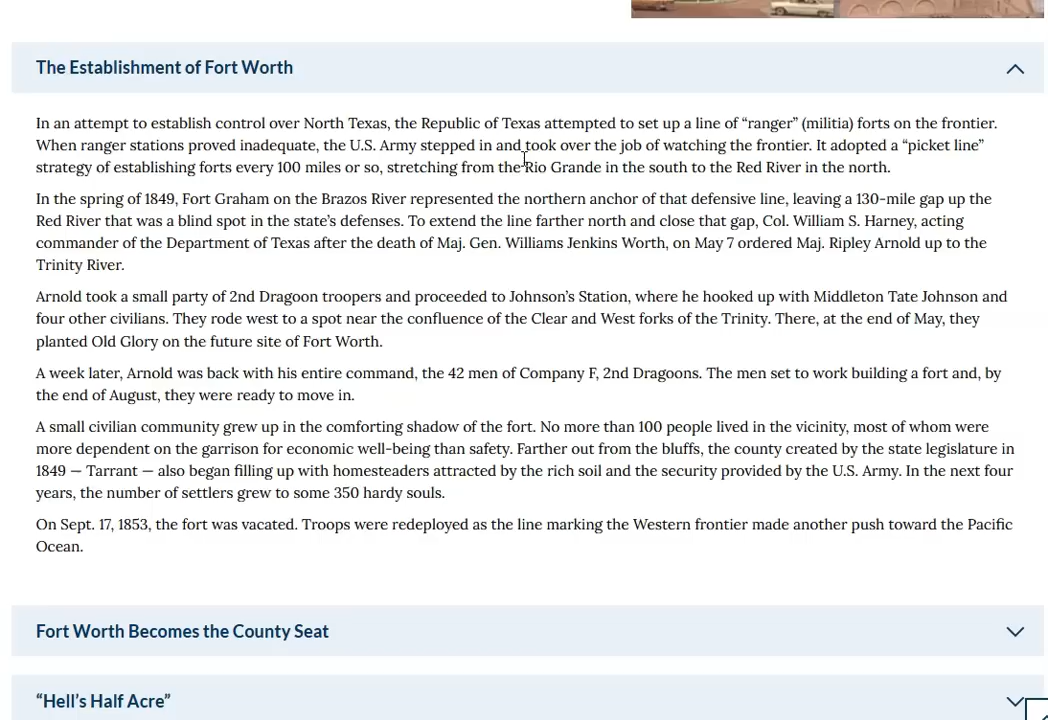 The Establishment of Fort Worth
In an attempt to establish control over North Texas, the Republic of Texas attempted to set up a line of “ranger” (militia) forts on the frontier.
When ranger stations proved inadequate, the U.S. Army stepped in and took over the job of watching the frontier. It adopted a “picket line”
strategy of establishing forts every 100 miles or so, stretching from the Rio Grande in the south to the Red River in the north.
In the spring of 1849, Fort Graham on the Brazos River represented the northern anchor of that defensive line, leaving a 130-mile gap up the
Red River that was a blind spot in the state’s defenses. To extend the line farther north and close that gap, Col. William S. Harney, acting
commander of the Department of Texas after the death of Maj. Gen. Williams Jenkins Worth, on May 7 ordered Maj. Ripley Arnold up to the
Trinity River.
Arnold took a small party of 2nd Dragoon troopers and proceeded to Johnson’s Station, where he hooked up with Middleton Tate Johnson and
four other civilians. They rode west to a spot near the confluence of the Clear and West forks of the Trinity. There, at the end of May, they
planted Old Glory on the future site of Fort Worth.
A week later, Arnold was back with his entire command, the 42 men of Company F, 2nd Dragoons. The men set to work building a fort and, by
the end of August, they were ready to move in.
A small civilian community grew up in the comforting shadow of the fort. No more than 100 people lived in the vicinity, most of whom were
more dependent on the garrison for economic well-being than safety. Farther out from the bluffs, the county created by the state legislature in
1849 — Tarrant — also began filling up with homesteaders attracted by the rich soil and the security provided by the U.S. Army. In the next four
years, the number of settlers grew to some 350 hardy souls.
On Sept. 17, 1853, the fort was vacated. Troops were redeployed as the line marking the Western frontier made another push toward the Pacific
Ocean.
Fort Worth Becomes the County Seat
“Hell’s Half Acre”